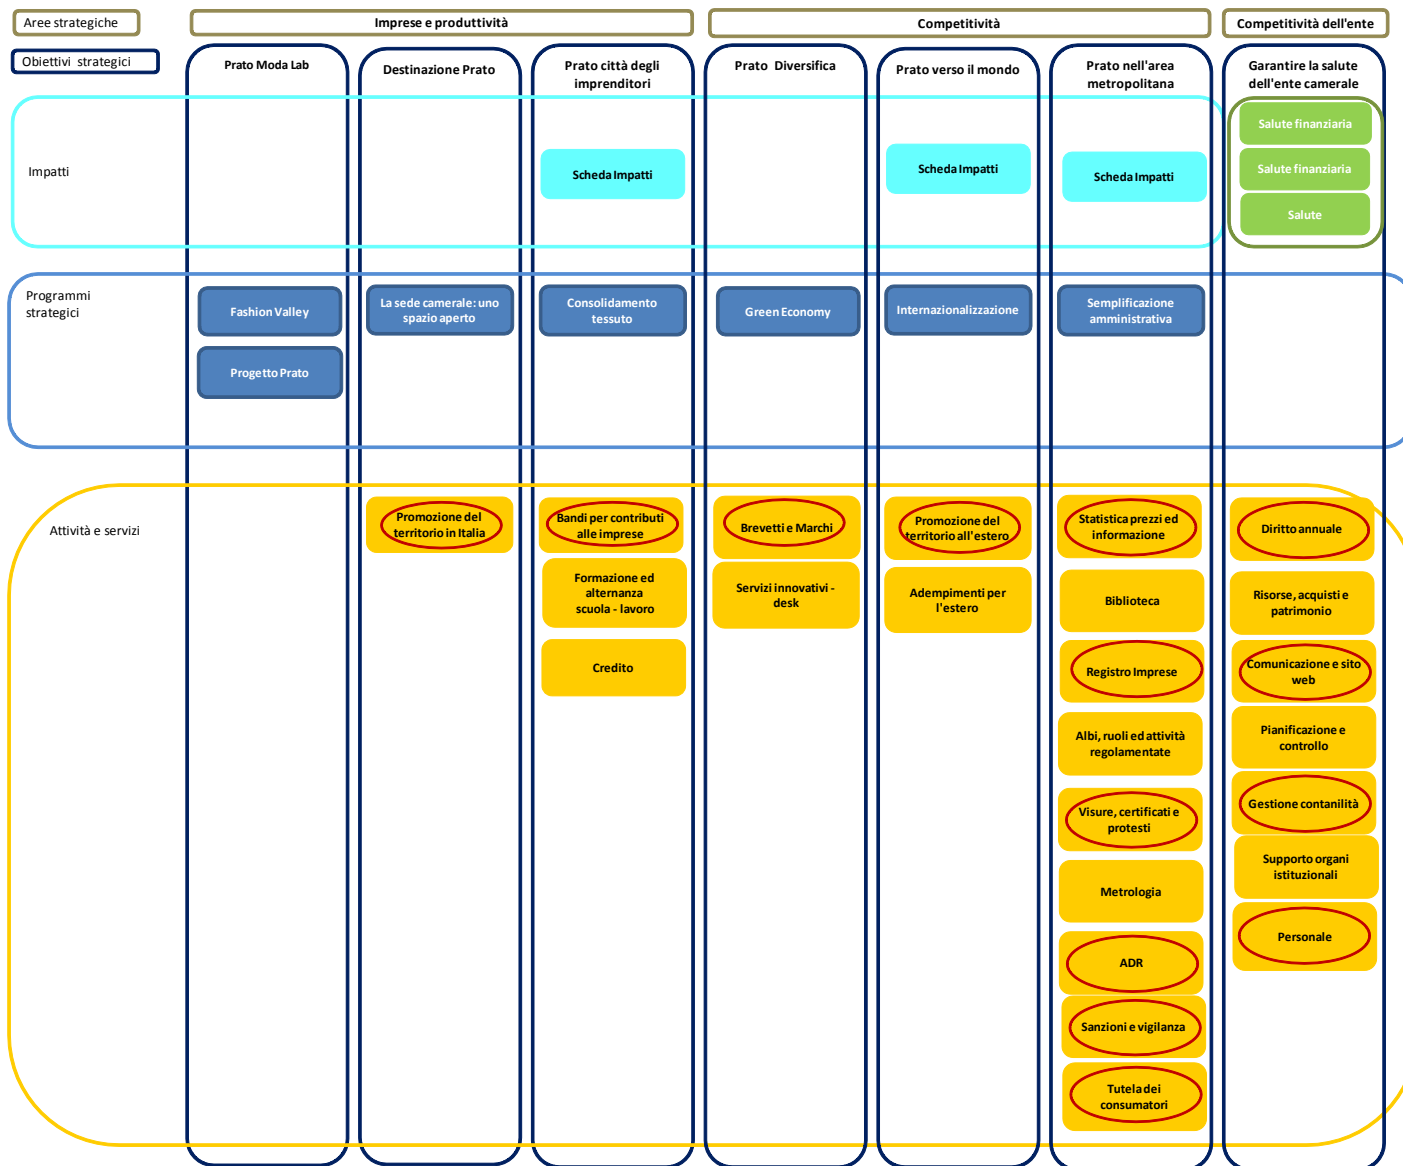 Aree strategiche
Imprese e produttività
Competitività
Competitività dell'ente
Obiettivi strategici
Prato Moda Lab
Destinazione Prato
Prato città degli
imprenditori
Prato Diversifica
Prato verso il mondo
Prato nell'area
metropolitana
Garantire la salute
dell'ente camerale
Impatti
Scheda Impatti
Scheda Impatti
Scheda Impatti
Salute finanziaria
Salute finanziaria
Salute
Programmi
strategici
Fashion Valley
La sede camerale: uno
spazio aperto
Consolidamento
tessuto
Green Economy
Internazionalizzazione
Semplificazione
amministrativa
Progetto Prato
Attività e servizi
Promozione del
territorio in Italia
Bandi per contributi
alle imprese
Brevetti e Marchi
Promozione del
territorio all'estero
Statistica prezzi ed
informazione
Diritto annuale
Formazione ed
alternanza
scuola - lavoro
Servizi innovativi -
desk
Adempimenti per
l'estero
Biblioteca
Risorse, acquisti e
patrimonio
Credito
Registro Imprese
Comunicazione e sito
web
Albi, ruoli ed attività
regolamentate
Pianificazione e
controllo
Visure, certificati e
protesti
Gestione contanilità
Metrologia
Supporto organi
istituzionali
ADR
Personale
Sanzioni e vigilanza
Tutela dei
consumatori